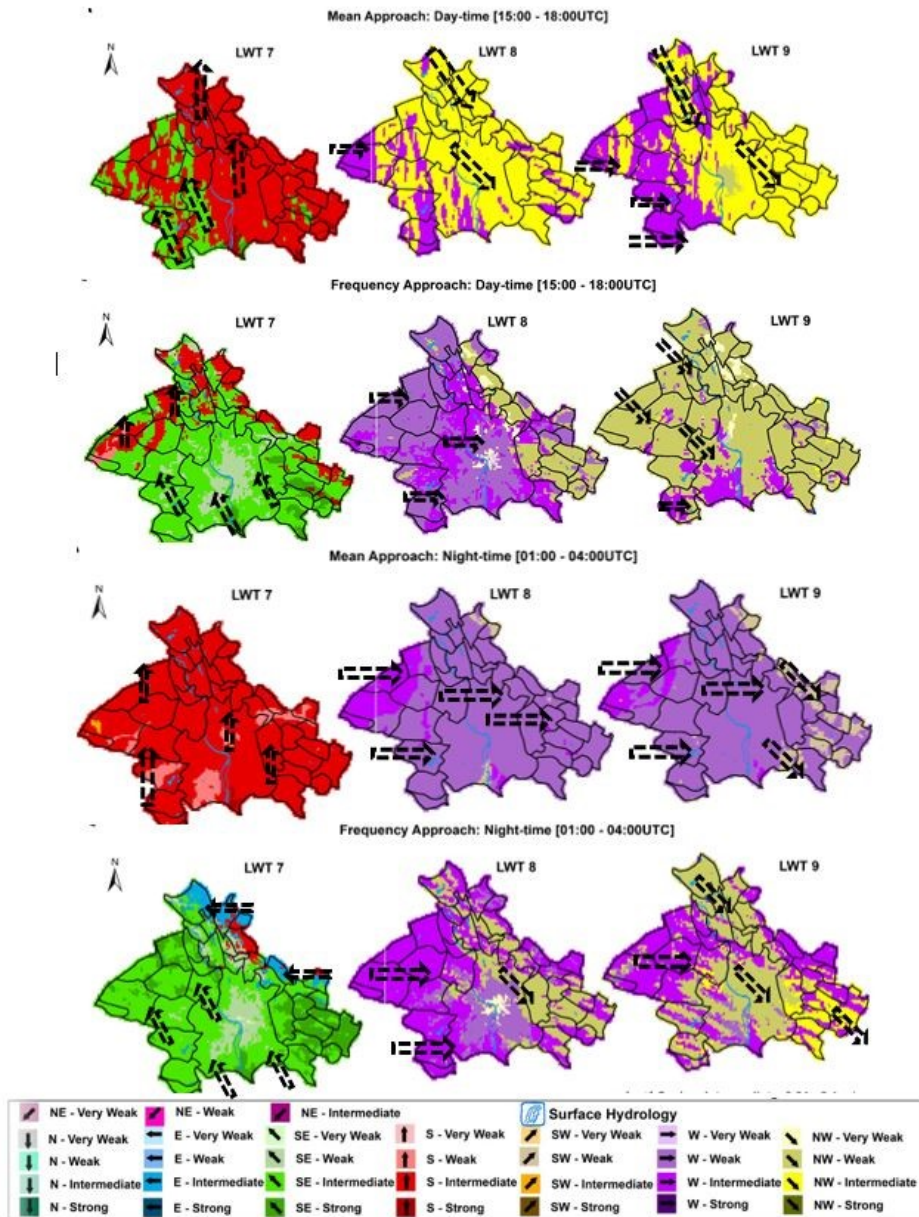 Mean Approach: Day-time [15:00 - 18:00UTC]
N
LWT 7
LWT 8
LWT 9
Frequency Approach: Day-time [15:00 - 18:00UTC]
N
LWT 7
LWT 8
LWT 9
Mean Approach: Night-time [01:00 - 04:00UTC]
N
LWT 7
LWT 8
LWT 9
Frequency Approach: Night-time [01:00 - 04:00UTC]
N
LWT 7
LWT 8
LWT 9
NE - Very Weak NE - Weak NE - Intermediate Surface Hydrology
N - Very Weak E - Very Weak SE - Very Weak S - Very Weak SW - Very Weak W - Very Weak NW - Very Weak
N - Weak E - Weak SE - Weak S - Weak SW - Weak W - Weak NW - Weak
N - Intermediate E - Intermediate SE - Intermediate S - Intermediate SW - Intermediate W - Intermediate NW - Intermediate
N - Strong E - Strong SE - Strong S - Strong SW - Strong W - Strong NW - Strong